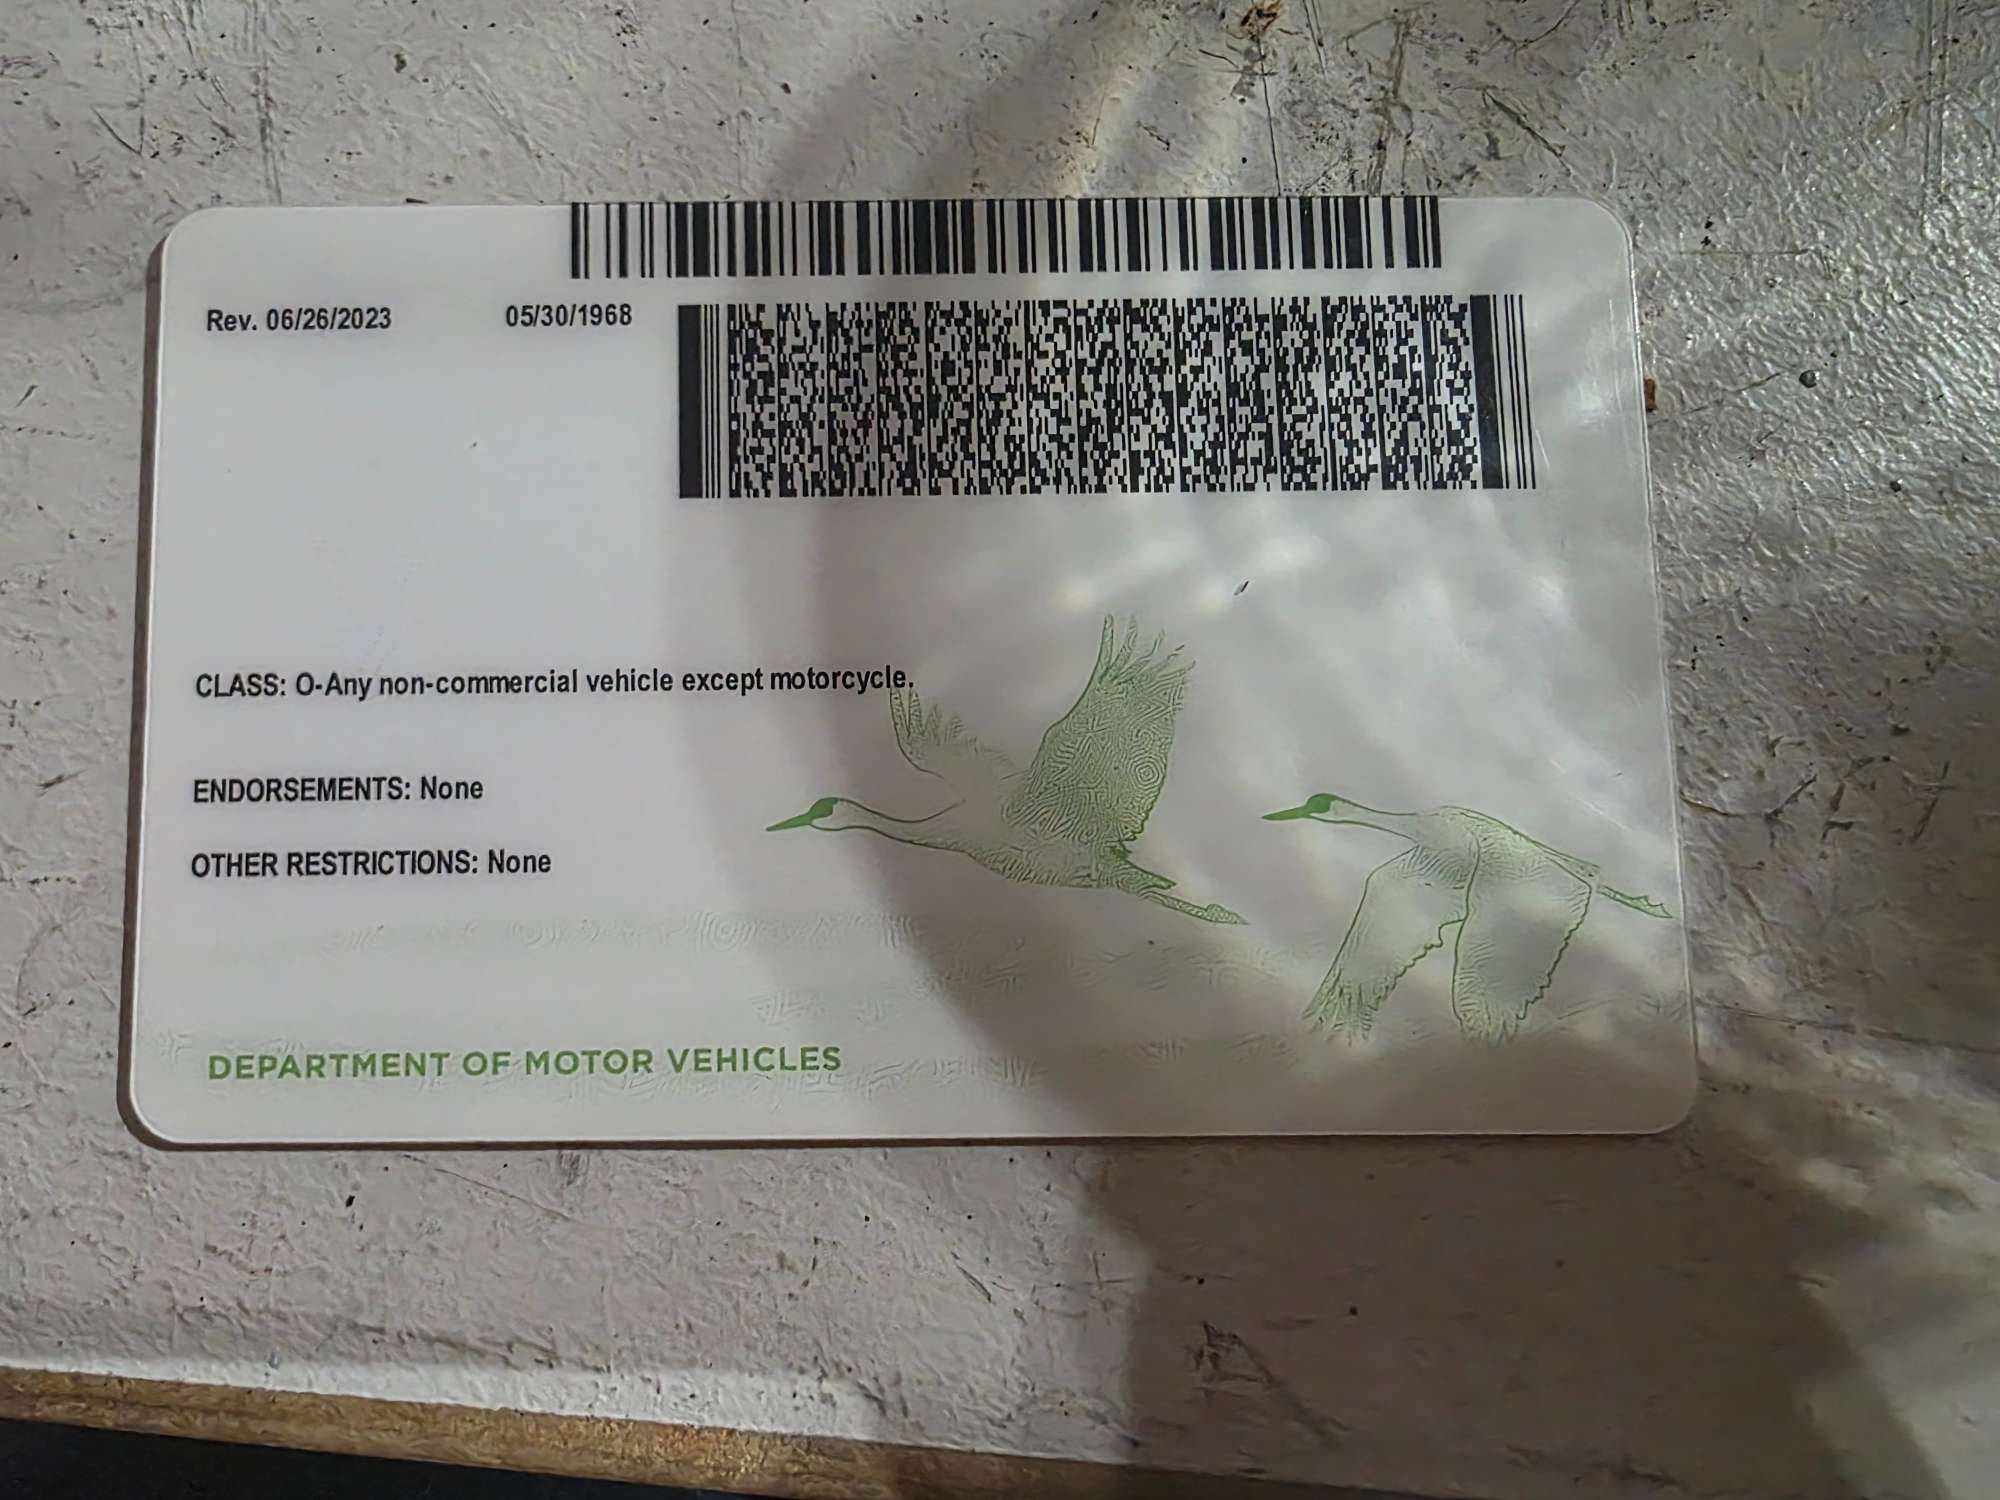 Rev. 06/26/2023 05/30/1968
CLASS: O-Any non-commercial vehicle except motorcycle.
ENDORSEMENTS: None
OTHER RESTRICTIONS: None
DEPARTMENT OF MOTOR VEHICLES